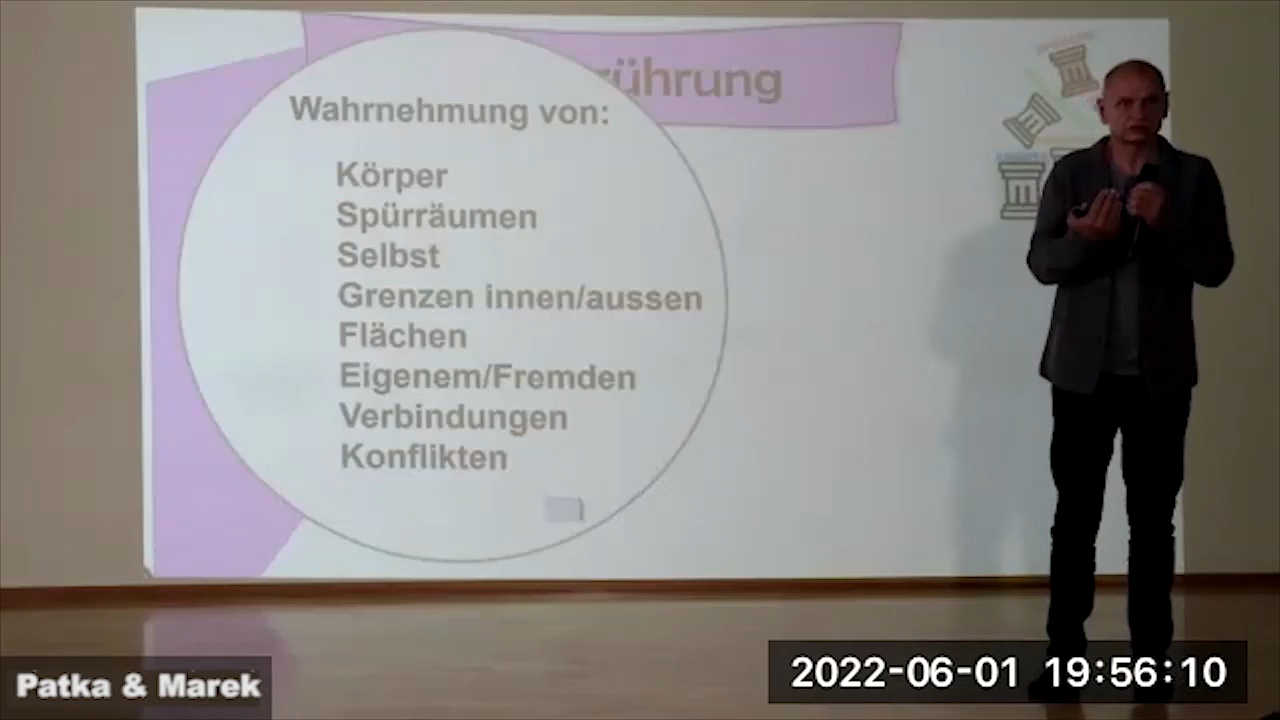 Wahrnehmung von:
Körper
Spürräumen
Selbst
Grenzen innen/aussen
Flächen
Eigenem/Fremden
Verbindungen
Konflikten
Patka & Marek
2022-06-01 19:56:10